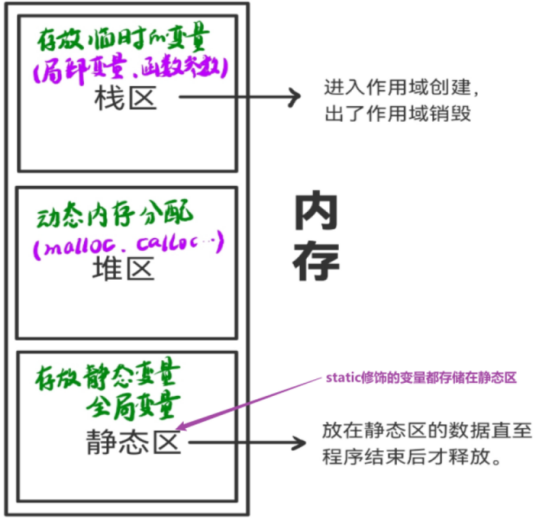 存放临时的变量
(局部变量、函数参数)
栈区
进入作用域创建，
出了作用域销毁
动态内存分配
(malloc、calloc…)
堆区
内
存
存放静态变量
全局变量
静态区
static修饰的变量都存储在静态区
放在静态区的数据直至
程序结束后才释放。